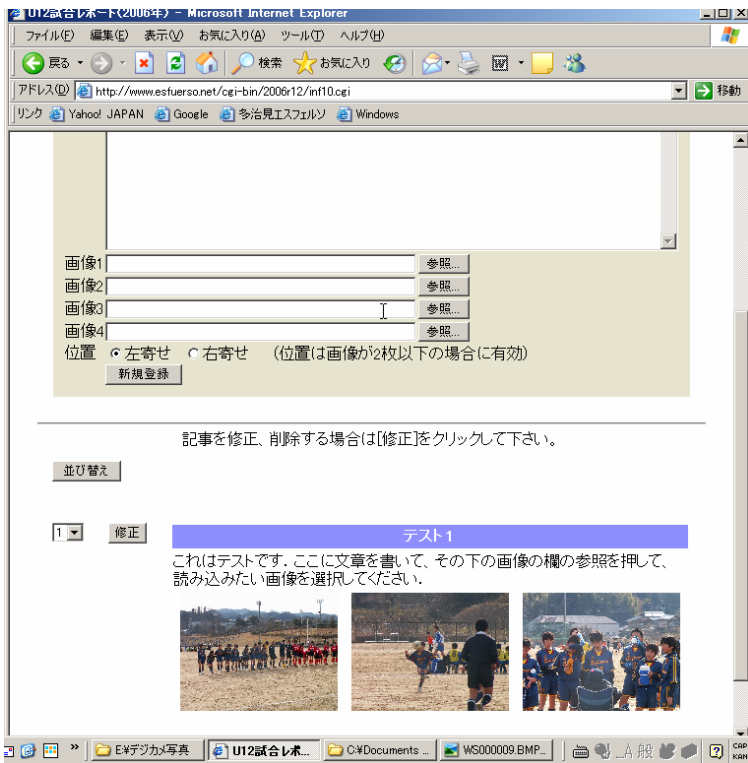 U12試合レポート(2006年) - Microsoft Internet Explorer
ファイル(F) 編集(E) 表示(V) お気に入り(A) ツール(T) ヘルプ(H)
戻る 検索 お気に入り
アドレス(D) http://www.esfuerso.net/cgi-bin/2006r12/inf10.cgi 移動
リンク Yahoo! JAPAN Google 多治見エスフェルソ Windows
画像1 参照...
画像2 参照...
画像3 参照...
画像4 参照...
位置 左寄せ 右寄せ (位置は画像が2枚以下の場合に有効)
新規登録
記事を修正、削除する場合は[修正]をクリックして下さい。
並び替え
1 修正 テスト1
これはテストです. ここに文章を書いて、その下の画像の欄の参照を押して、
読み込みたい画像を選択してください.
» E:¥デジカメ写真 U12試合レポ... C:¥Documents ... WS000009.BMP... A 般 CAP
KAN